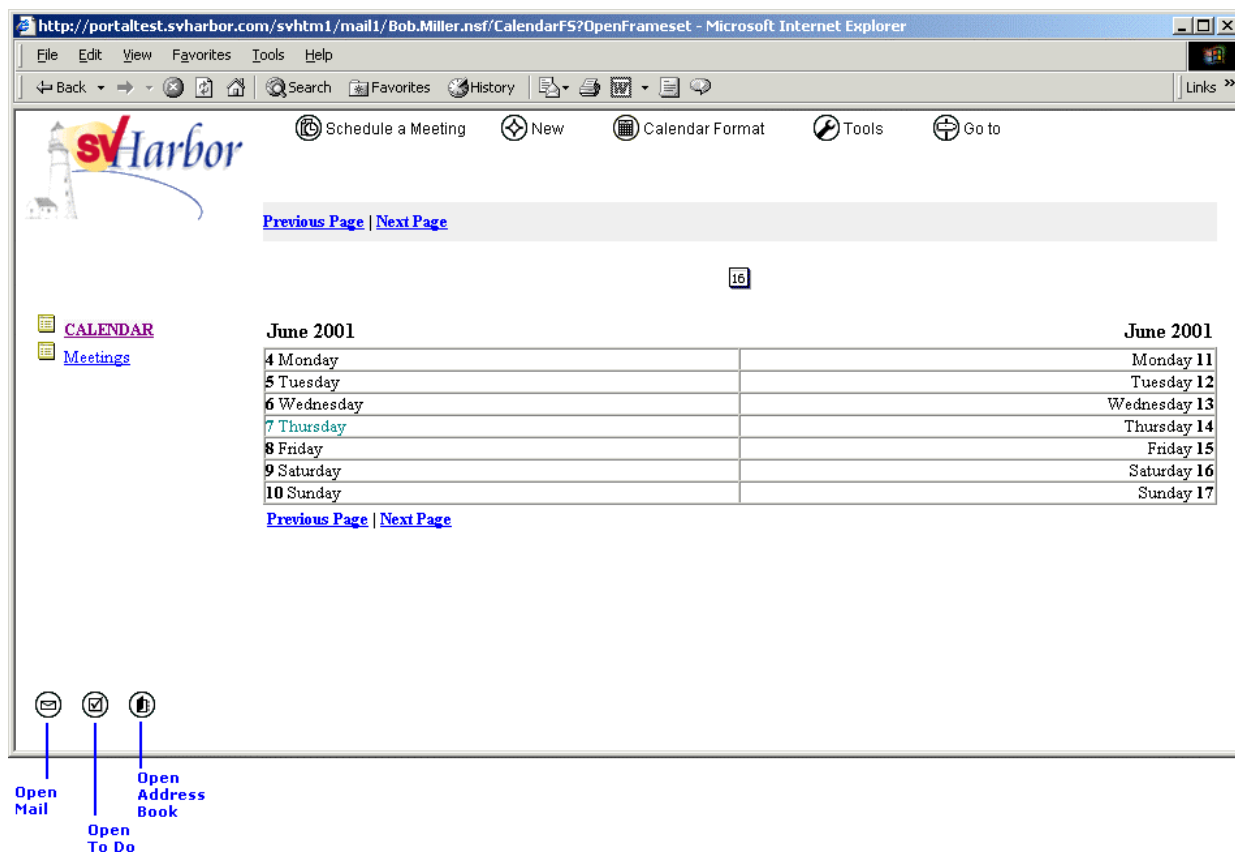 http://portaltest.svharbor.com/svhtm1/mail1/Bob.Miller.nsf/CalendarFS?OpenFrameset - Microsoft Internet Explorer
File Edit View Favorites Tools Help
Back Search Favorites History Links »
svHarbor
Schedule a Meeting New Calendar Format Tools Go to
Previous Page | Next Page
16
CALENDAR
Meetings
June 2001 June 2001
4 Monday Monday 11
5 Tuesday Tuesday 12
6 Wednesday Wednesday 13
7 Thursday Thursday 14
8 Friday Friday 15
9 Saturday Saturday 16
10 Sunday Sunday 17
Previous Page | Next Page
Open
Mail
Open
To Do
Open
Address
Book